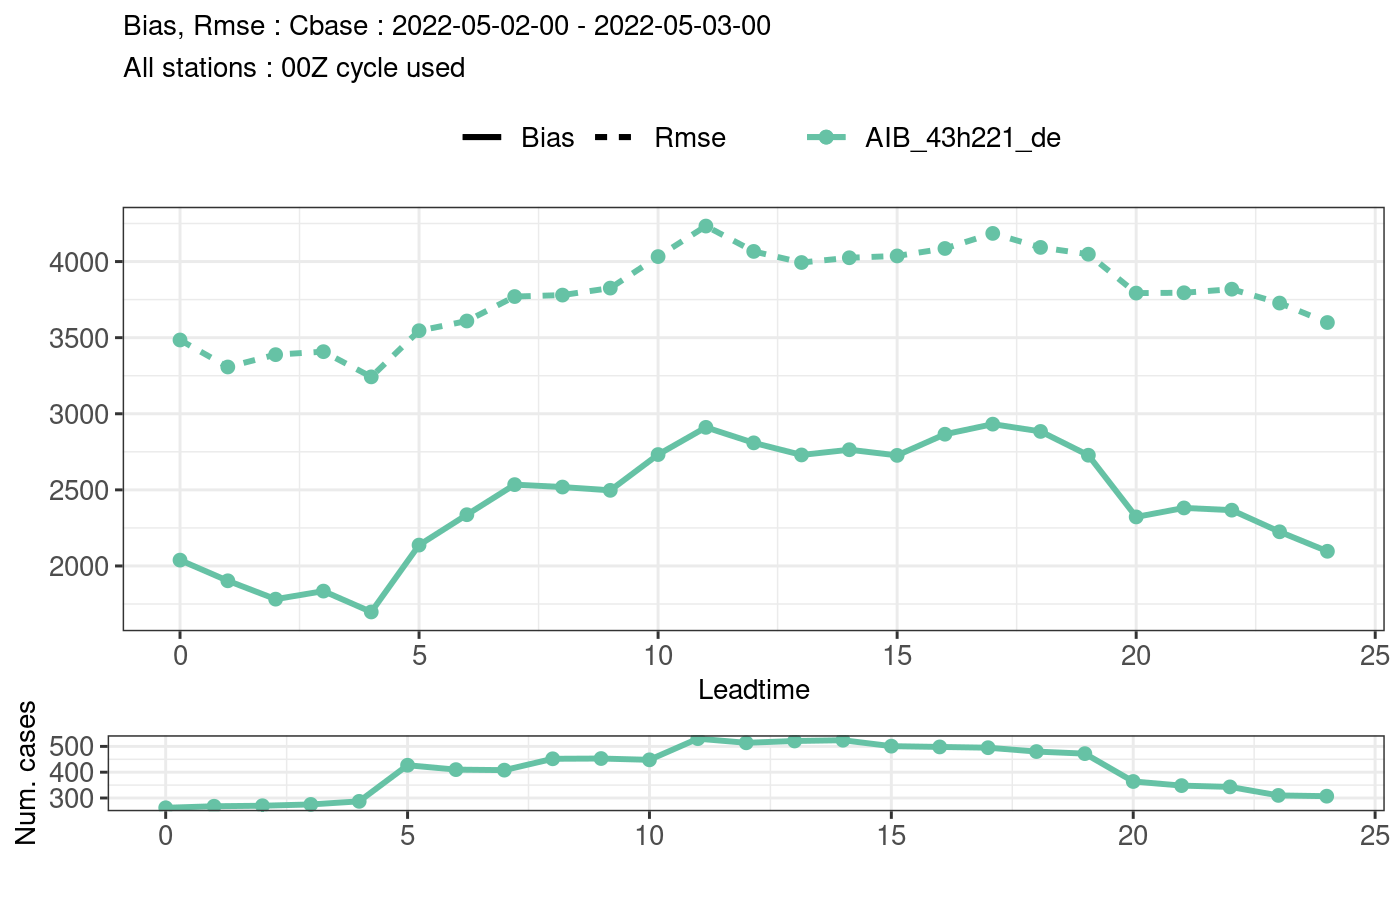 Bias, Rmse : Cbase : 2022-05-02-00 - 2022-05-03-00
All stations : 00Z cycle used
Bias Rmse AIB_43h221_de
4000
3500
3000
2500
2000
0 5 10 15 20 25
Leadtime
Num. cases
500
400
300
0 5 10 15 20 25